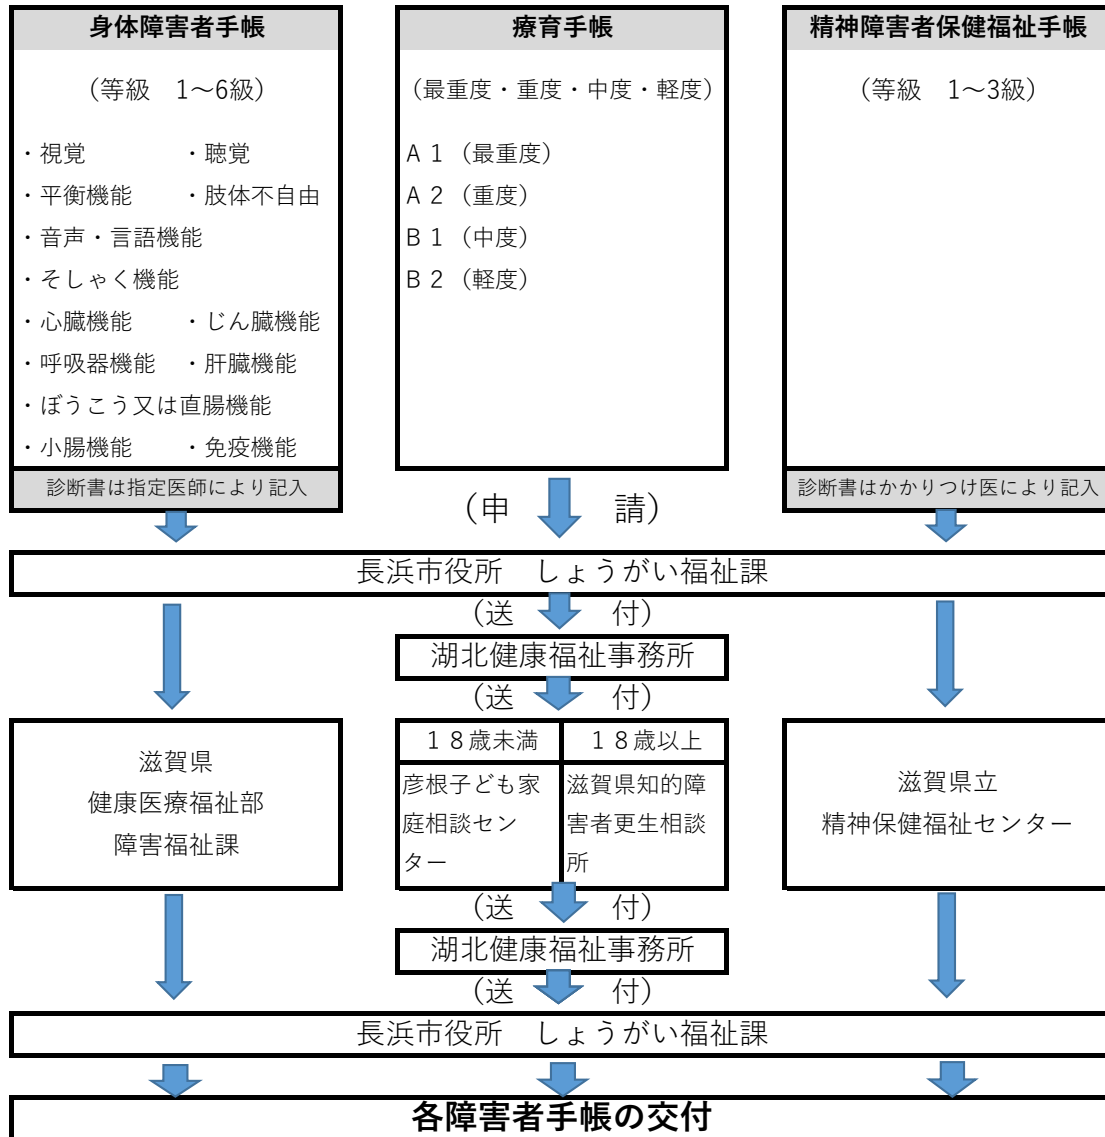 身体障害者手帳
(等級　1～6級)
・視覚　・聴覚
・平衡機能　・肢体不自由
・音声・言語機能
・そしゃく機能
・心臓機能　・じん臓機能
・呼吸器機能　・肝臓機能
・ぼうこう又は直腸機能
・小腸機能　・免疫機能
診断書は指定医師により記入
療育手帳
(最重度・重度・中度・軽度)
Ａ１（最重度）
Ａ２（重度）
Ｂ１（中度）
Ｂ２（軽度）
精神障害者保健福祉手帳
(等級　1～3級)
診断書はかかりつけ医により記入
(申　請)
長浜市役所　しょうがい福祉課
(送　付)
湖北健康福祉事務所
(送　付)
滋賀県
健康医療福祉部
障害福祉課
１８歳未満
彦根子ども家
庭相談セン
ター
１８歳以上
滋賀県知的障
害者更生相談
所
滋賀県立
精神保健福祉センター
(送　付)
湖北健康福祉事務所
(送　付)
長浜市役所　しょうがい福祉課
各障害者手帳の交付